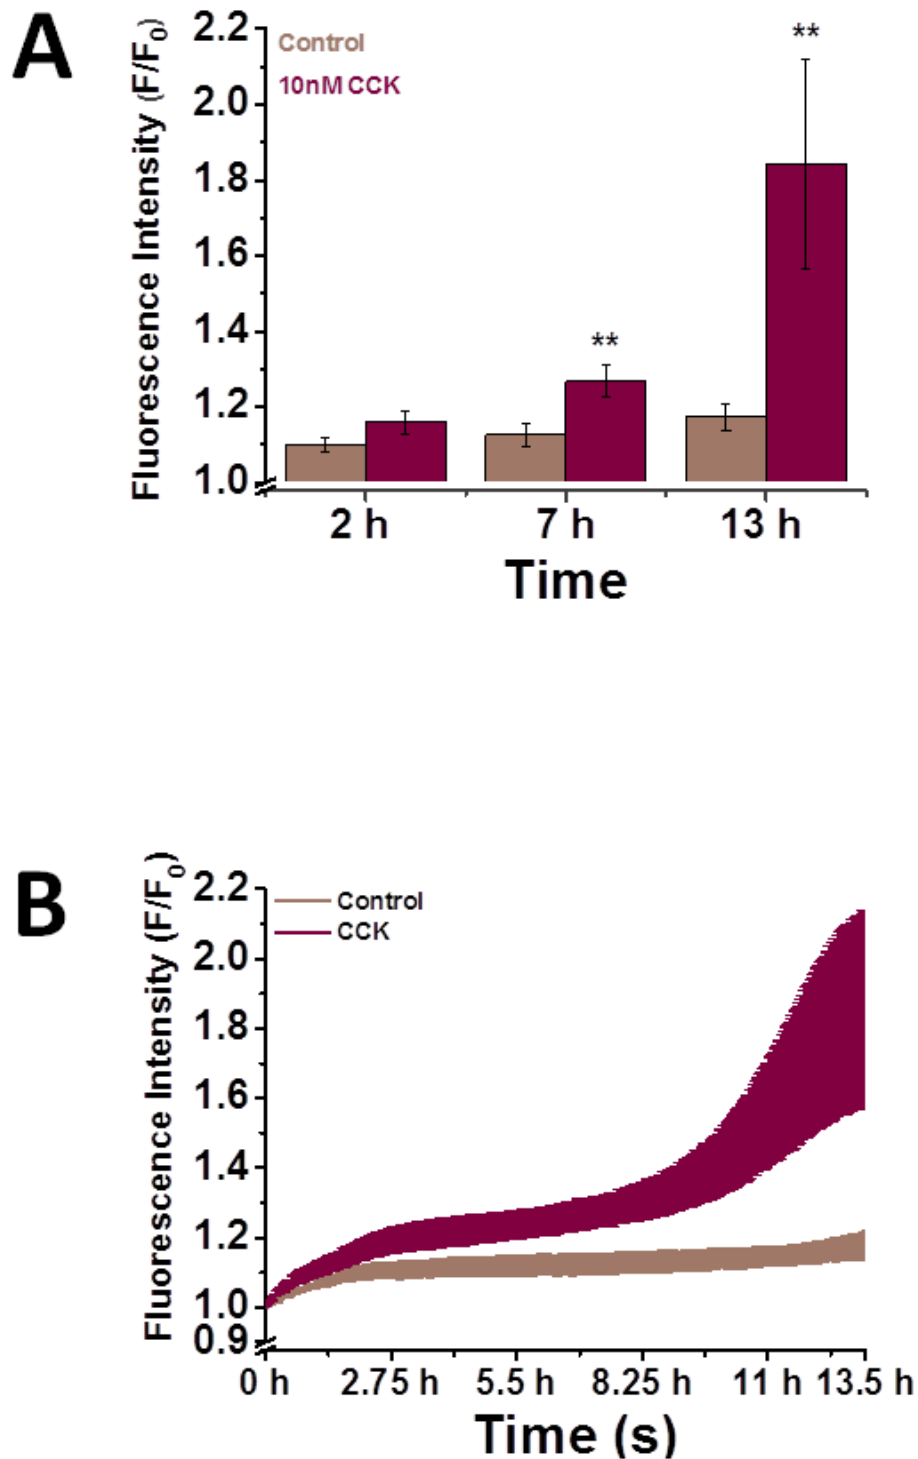 A
Fluorescence Intensity (F/F₀)
2.2
2.0
1.8
1.6
1.4
1.2
1.0
Control
10nM CCK
**
**
2 h 7 h 13 h
Time
B
Fluorescence Intensity (F/F₀)
2.2
2.0
1.8
1.6
1.4
1.2
1.0
0.9
Control
CCK
0 h 2.75 h 5.5 h 8.25 h 11 h 13.5 h
Time (s)